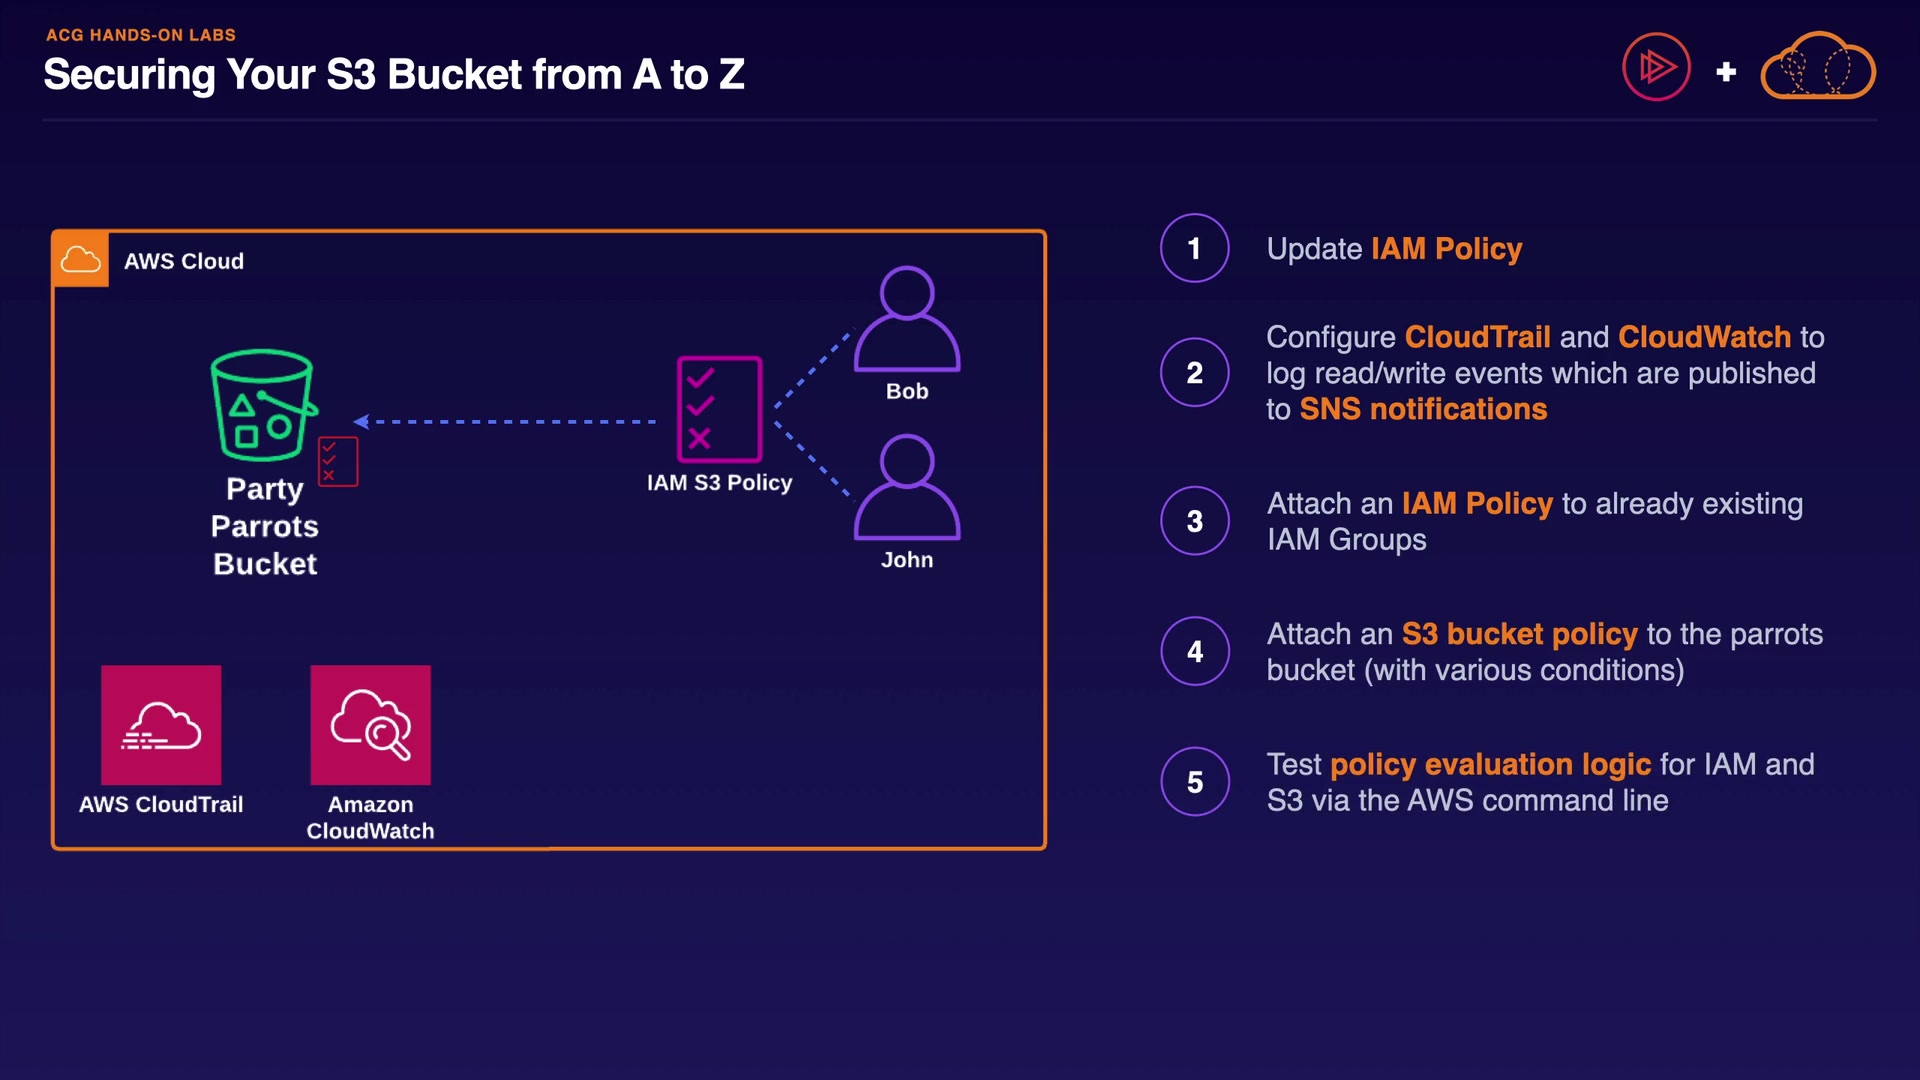 ACG HANDS-ON LABS
Securing Your S3 Bucket from A to Z
AWS Cloud
Party
Parrots
Bucket
IAM S3 Policy
Bob
John
AWS CloudTrail
Amazon
CloudWatch
1
Update IAM Policy
2
Configure CloudTrail and CloudWatch to
log read/write events which are published
to SNS notifications
3
Attach an IAM Policy to already existing
IAM Groups
4
Attach an S3 bucket policy to the parrots
bucket (with various conditions)
5
Test policy evaluation logic for IAM and
S3 via the AWS command line